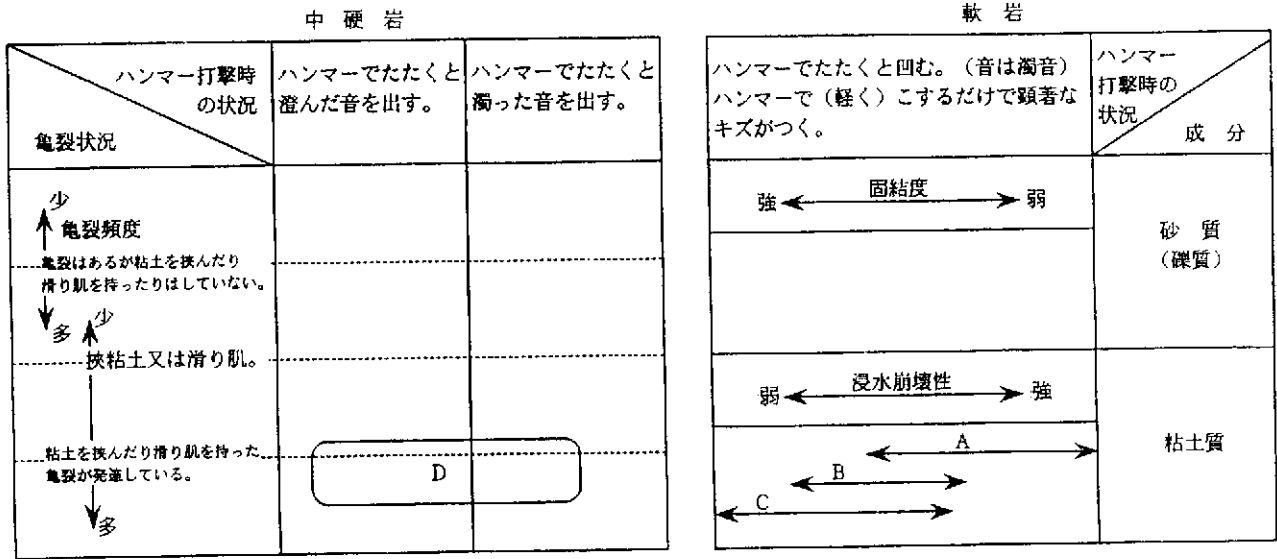 中硬岩
ハンマー打撃時
の状況
亀裂状況
ハンマーでたたくと
澄んだ音を出す。
ハンマーでたたくと
濁った音を出す。
少
亀裂頻度
亀裂はあるが粘土を挟んだり
滑り肌を持ったりはしていない。
多
少
挟粘土又は滑り肌。
粘土を挟んだり滑り肌を持った
亀裂が発達している。
多
D
軟岩
ハンマーでたたくと凹む。（音は濁音）
ハンマーで（軽く）こするだけで顕著な
キズがつく。
ハンマー
打撃時の
状況
成分
強 固結度 弱
砂質
（礫質）
弱 浸水崩壊性 強
粘土質
A
B
C